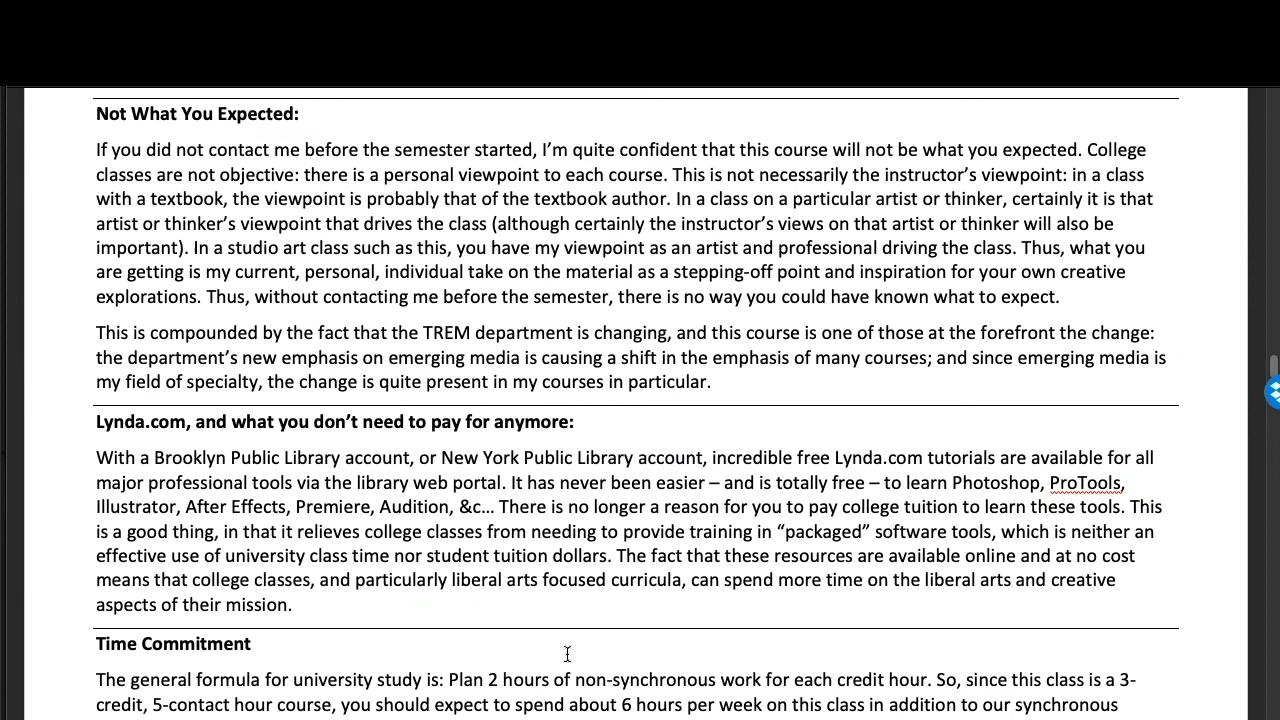 Not What You Expected:
If you did not contact me before the semester started, I’m quite confident that this course will not be what you expected. College
classes are not objective: there is a personal viewpoint to each course. This is not necessarily the instructor’s viewpoint: in a class
with a textbook, the viewpoint is probably that of the textbook author. In a class on a particular artist or thinker, certainly it is that
artist or thinker’s viewpoint that drives the class (although certainly the instructor’s views on that artist or thinker will also be
important). In a studio art class such as this, you have my viewpoint as an artist and professional driving the class. Thus, what you
are getting is my current, personal, individual take on the material as a stepping-off point and inspiration for your own creative
explorations. Thus, without contacting me before the semester, there is no way you could have known what to expect.
This is compounded by the fact that the TREM department is changing, and this course is one of those at the forefront the change:
the department’s new emphasis on emerging media is causing a shift in the emphasis of many courses; and since emerging media is
my field of specialty, the change is quite present in my courses in particular.
Lynda.com, and what you don’t need to pay for anymore:
With a Brooklyn Public Library account, or New York Public Library account, incredible free Lynda.com tutorials are available for all
major professional tools via the library web portal. It has never been easier – and is totally free – to learn Photoshop, ProTools,
Illustrator, After Effects, Premiere, Audition, &c... There is no longer a reason for you to pay college tuition to learn these tools. This
is a good thing, in that it relieves college classes from needing to provide training in “packaged” software tools, which is neither an
effective use of university class time nor student tuition dollars. The fact that these resources are available online and at no cost
means that college classes, and particularly liberal arts focused curricula, can spend more time on the liberal arts and creative
aspects of their mission.
Time Commitment
The general formula for university study is: Plan 2 hours of non-synchronous work for each credit hour. So, since this class is a 3-
credit, 5-contact hour course, you should expect to spend about 6 hours per week on this class in addition to our synchronous